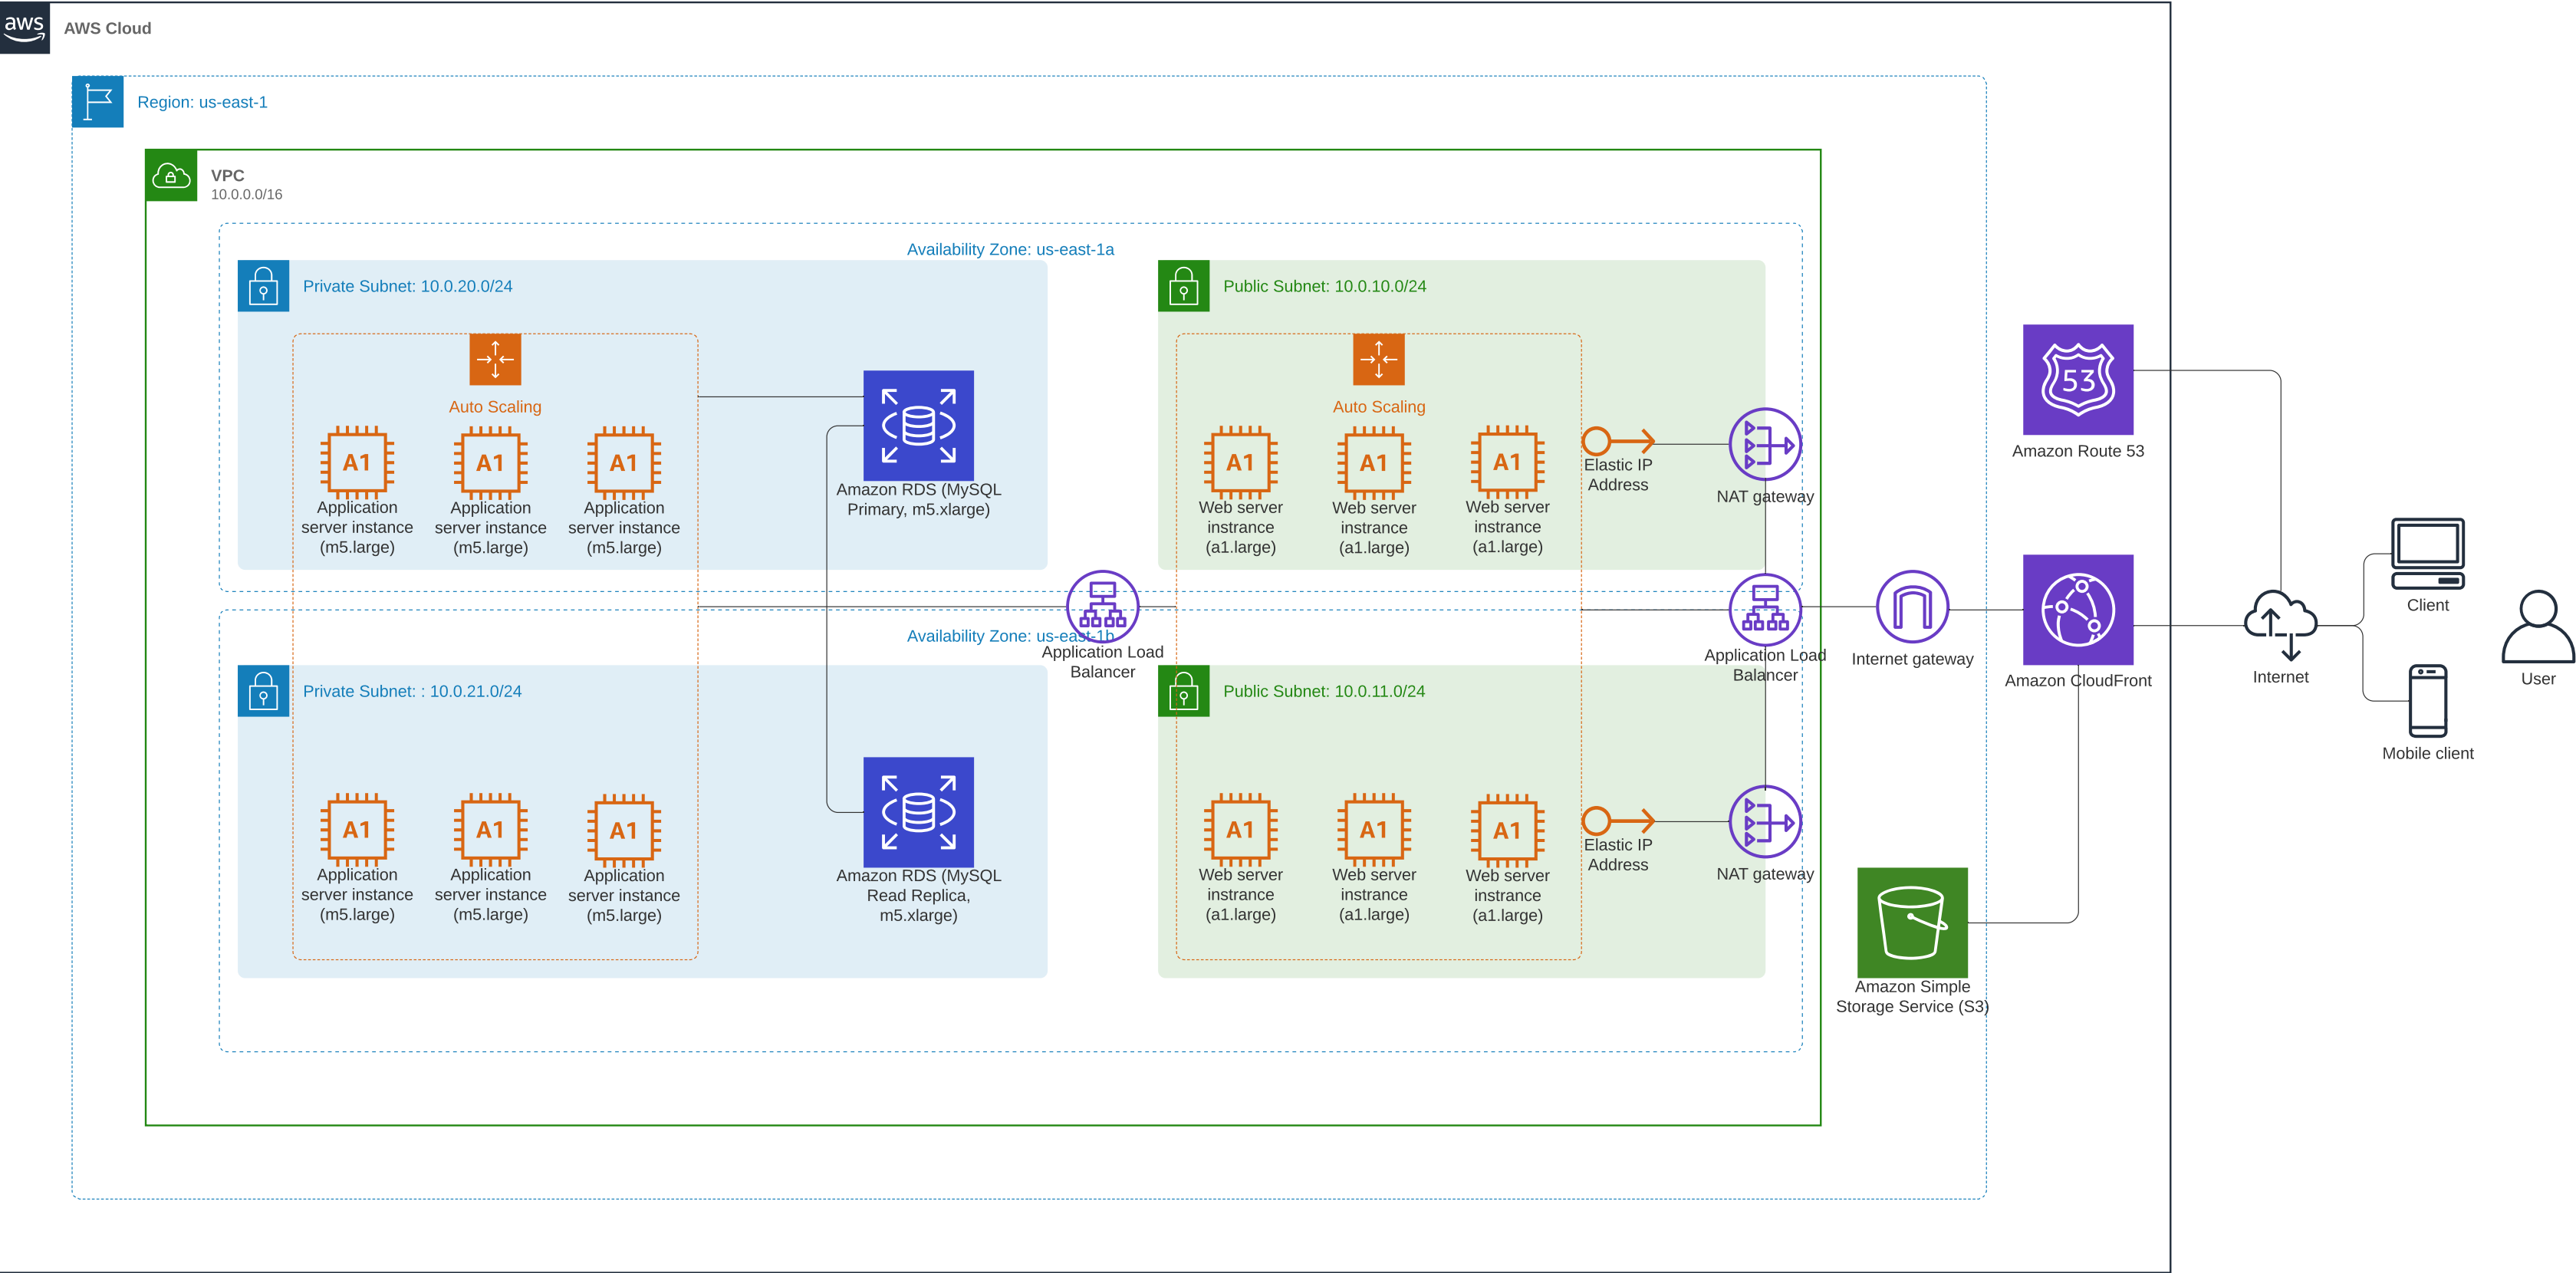 aws
AWS Cloud
Region: us-east-1
VPC
10.0.0.0/16
Availability Zone: us-east-1a
Private Subnet: 10.0.20.0/24
Auto Scaling
A1
Application
server instance
(m5.large)
A1
Application
server instance
(m5.large)
A1
Application
server instance
(m5.large)
Amazon RDS (MySQL
Primary, m5.xlarge)
Public Subnet: 10.0.10.0/24
Auto Scaling
A1
Web server
instrance
(a1.large)
A1
Web server
instrance
(a1.large)
A1
Web server
instrance
(a1.large)
Elastic IP
Address
NAT gateway
Availability Zone: us-east-1b
Application Load
Balancer
Application Load
Balancer
Internet gateway
Private Subnet: : 10.0.21.0/24
A1
Application
server instance
(m5.large)
A1
Application
server instance
(m5.large)
A1
Application
server instance
(m5.large)
Amazon RDS (MySQL
Read Replica,
m5.xlarge)
Public Subnet: 10.0.11.0/24
A1
Web server
instrance
(a1.large)
A1
Web server
instrance
(a1.large)
A1
Web server
instrance
(a1.large)
Elastic IP
Address
NAT gateway
53
Amazon Route 53
Amazon CloudFront
Amazon Simple
Storage Service (S3)
Internet
Client
Mobile client
User